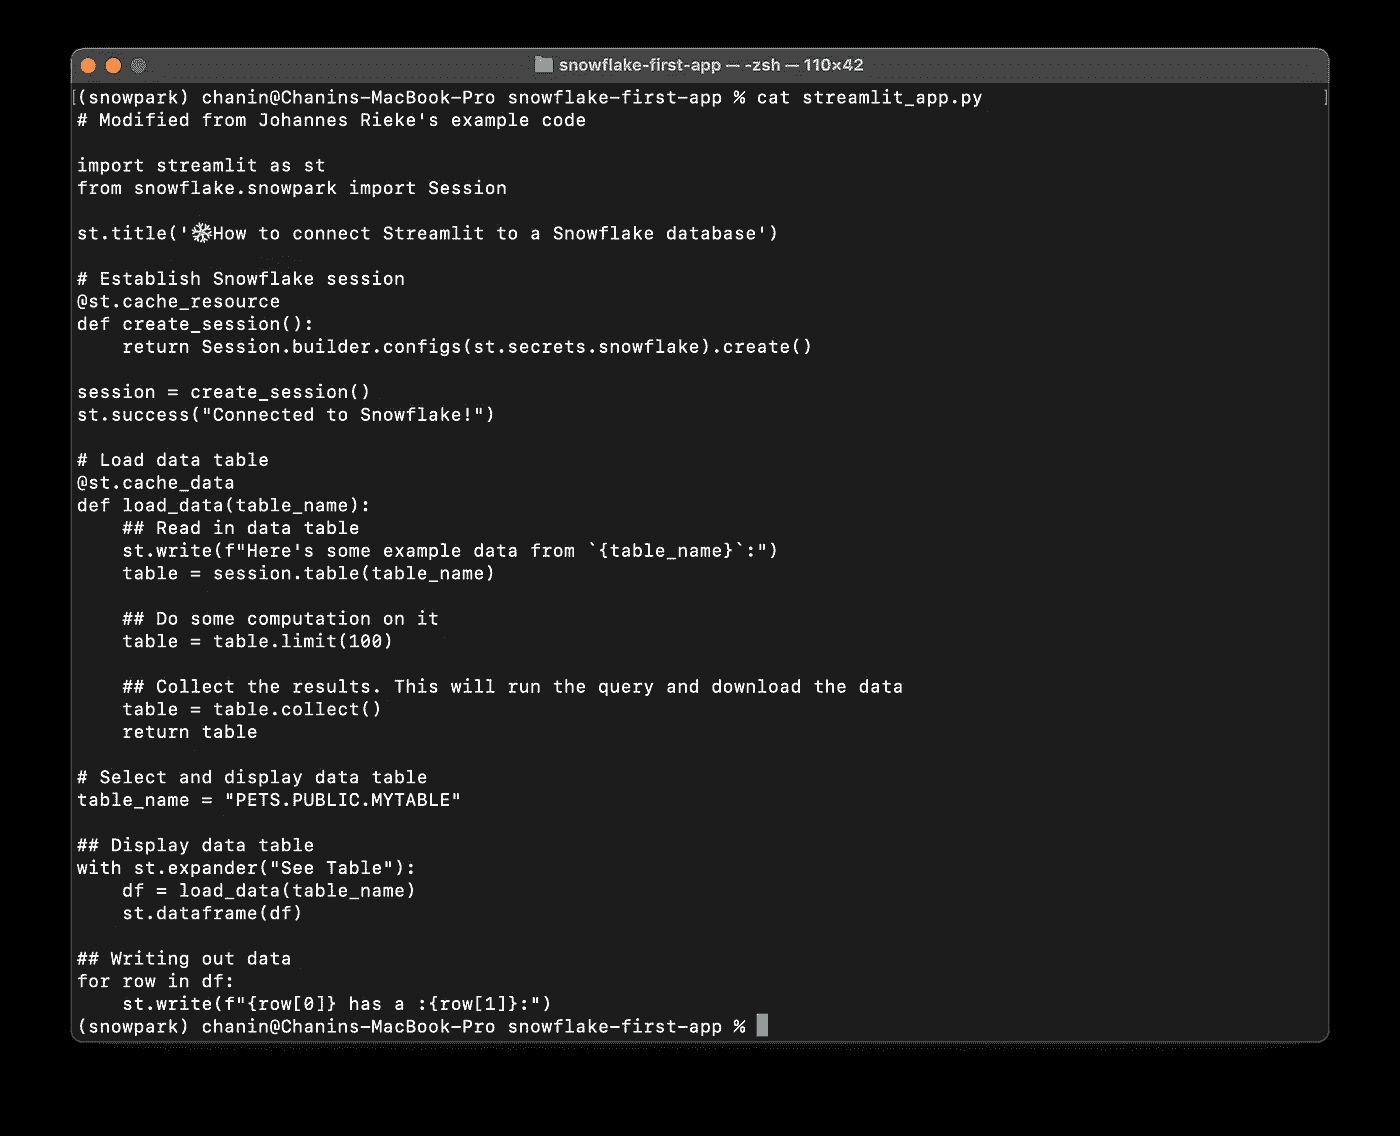 snowflake-first-app — -zsh — 110×42
[(snowpark) chanin@Chanins-MacBook-Pro snowflake-first-app % cat streamlit_app.py ]
# Modified from Johannes Rieke's example code
import streamlit as st
from snowflake.snowpark import Session
st.title('❄️How to connect Streamlit to a Snowflake database')
# Establish Snowflake session
@st.cache_resource
def create_session():
    return Session.builder.configs(st.secrets.snowflake).create()
session = create_session()
st.success("Connected to Snowflake!")
# Load data table
@st.cache_data
def load_data(table_name):
    ## Read in data table
    st.write(f"Here's some example data from `{table_name}`:")
    table = session.table(table_name)
    ## Do some computation on it
    table = table.limit(100)
    ## Collect the results. This will run the query and download the data
    table = table.collect()
    return table
# Select and display data table
table_name = "PETS.PUBLIC.MYTABLE"
## Display data table
with st.expander("See Table"):
    df = load_data(table_name)
    st.dataframe(df)
## Writing out data
for row in df:
    st.write(f"{row[0]} has a :{row[1]}:")
(snowpark) chanin@Chanins-MacBook-Pro snowflake-first-app %